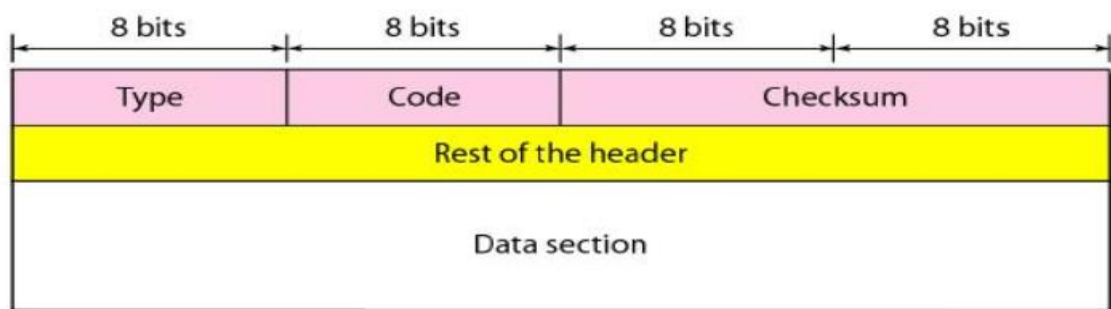 8 bits 8 bits 8 bits 8 bits
Type Code Checksum
Rest of the header
Data section